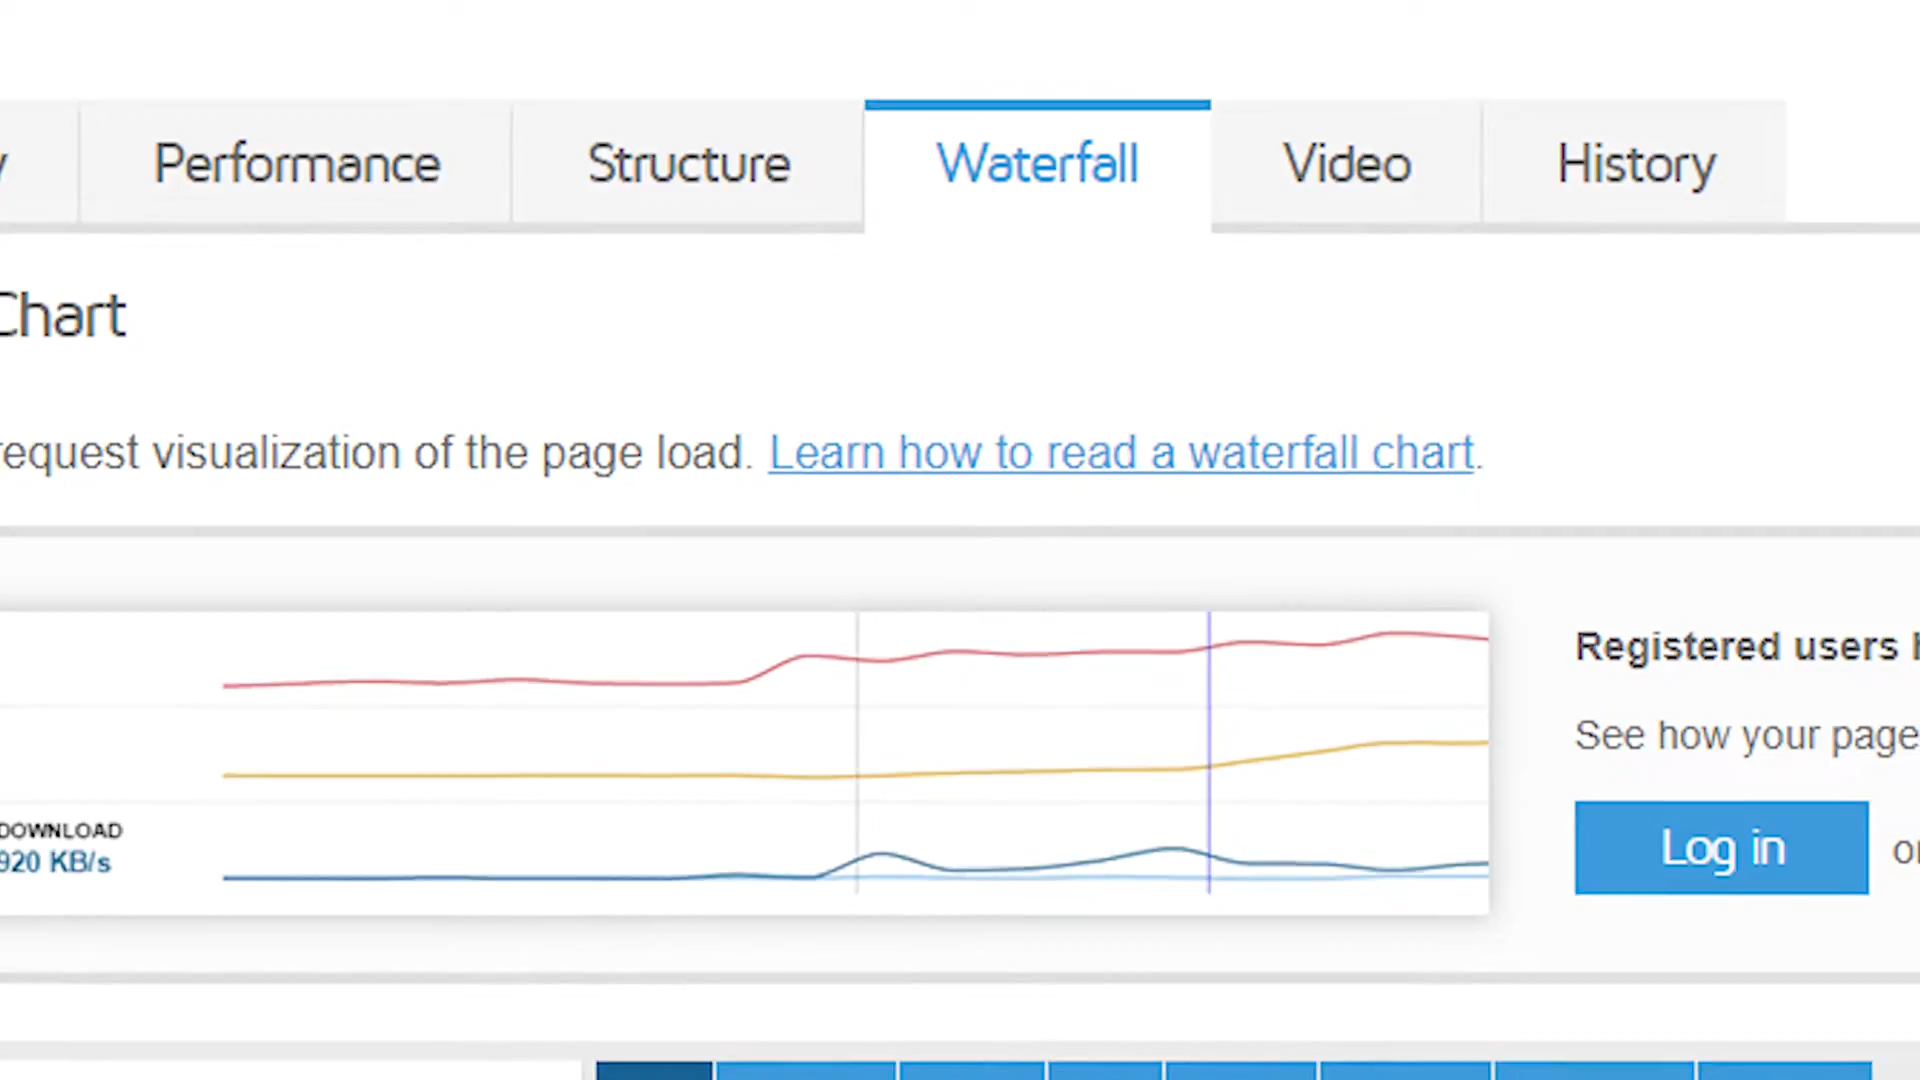 Performance Structure Waterfall Video History
Chart
request visualization of the page load. Learn how to read a waterfall chart.
Registered users
See how your page
DOWNLOAD
920 KB/s
Log in